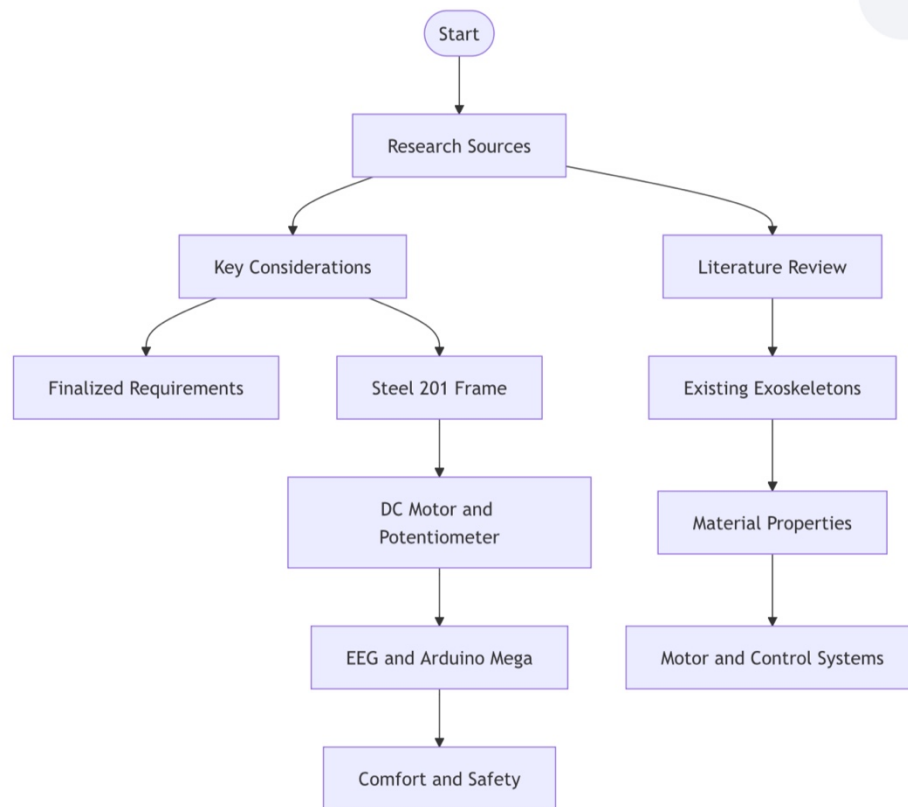 Start
Research Sources
Key Considerations
Literature Review
Finalized Requirements
Steel 201 Frame
Existing Exoskeletons
DC Motor and
Potentiometer
Material Properties
EEG and Arduino Mega
Motor and Control Systems
Comfort and Safety